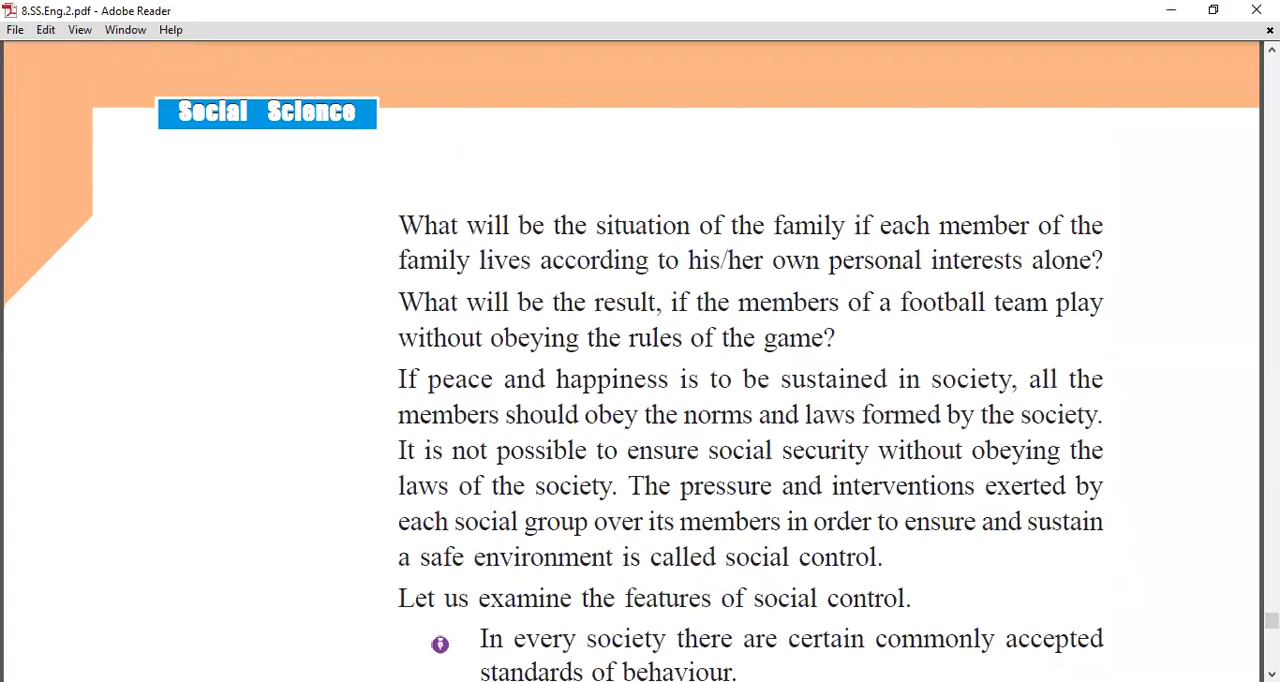 8.SS.Eng.2.pdf - Adobe Reader
File Edit View Window Help
Social Science
What will be the situation of the family if each member of the
family lives according to his/her own personal interests alone?
What will be the result, if the members of a football team play
without obeying the rules of the game?
If peace and happiness is to be sustained in society, all the
members should obey the norms and laws formed by the society.
It is not possible to ensure social security without obeying the
laws of the society. The pressure and interventions exerted by
each social group over its members in order to ensure and sustain
a safe environment is called social control.
Let us examine the features of social control.
In every society there are certain commonly accepted
standards of behaviour.